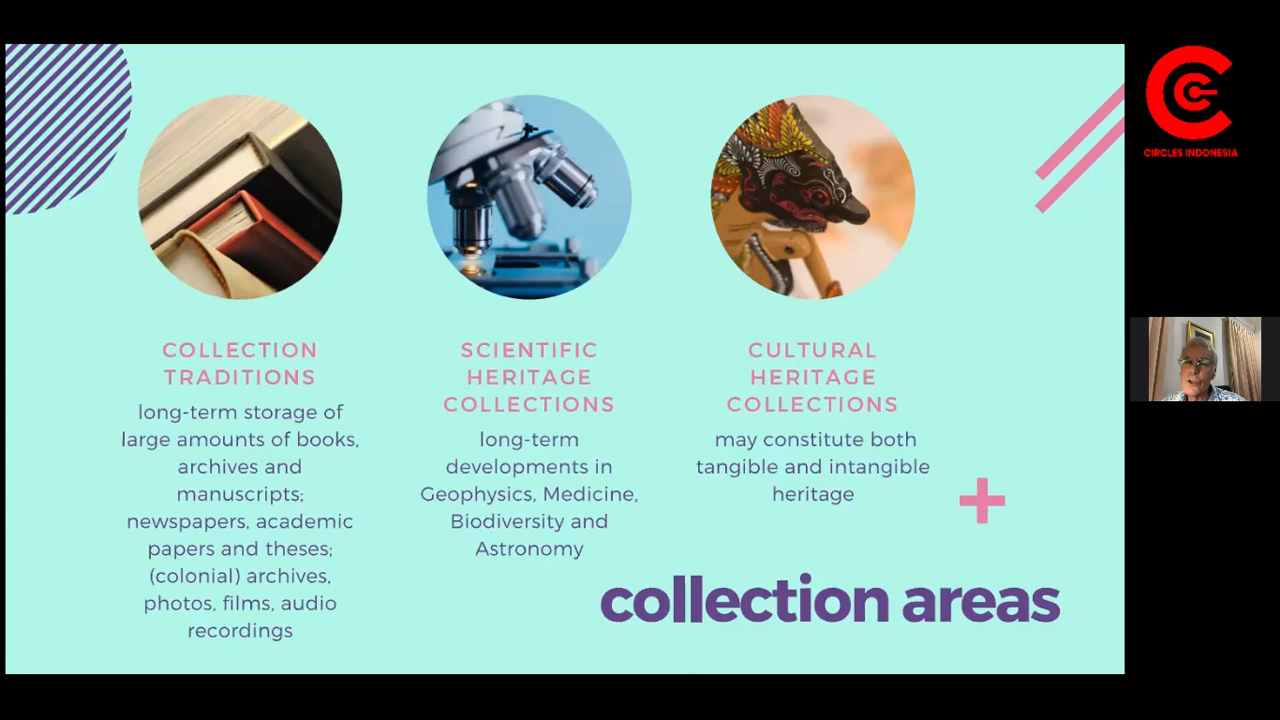 COLLECTION
TRADITIONS
long-term storage of
large amounts of books,
archives and
manuscripts;
newspapers, academic
papers and theses;
(colonial) archives,
photos, films, audio
recordings
SCIENTIFIC
HERITAGE
COLLECTIONS
long-term
developments in
Geophysics, Medicine,
Biodiversity and
Astronomy
CULTURAL
HERITAGE
COLLECTIONS
may constitute both
tangible and intangible
heritage
collection areas
CIRCLES INDONESIA